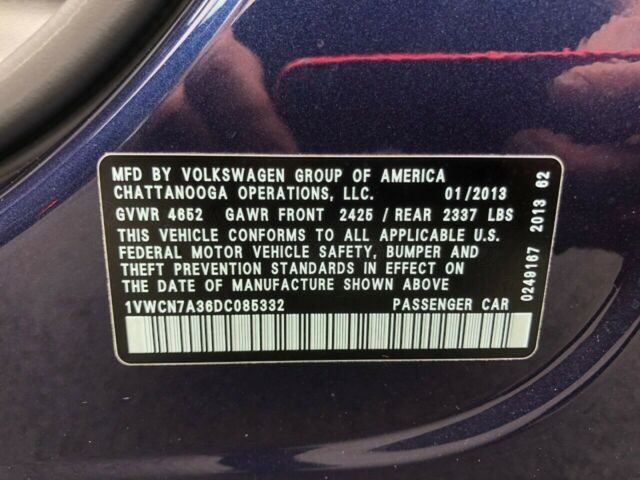 MFD BY VOLKSWAGEN GROUP OF AMERICA
CHATTANOOGA OPERATIONS, LLC. 01/2013
GVWR 4652 GAWR FRONT 2425 / REAR 2337 LBS
THIS VEHICLE CONFORMS TO ALL APPLICABLE U.S.
FEDERAL MOTOR VEHICLE SAFETY, BUMPER AND
THEFT PREVENTION STANDARDS IN EFFECT ON
THE DATE OF MANUFACTURE SHOWN ABOVE
1VWCN7A36DC085332 PASSENGER CAR
0249167 2013 62